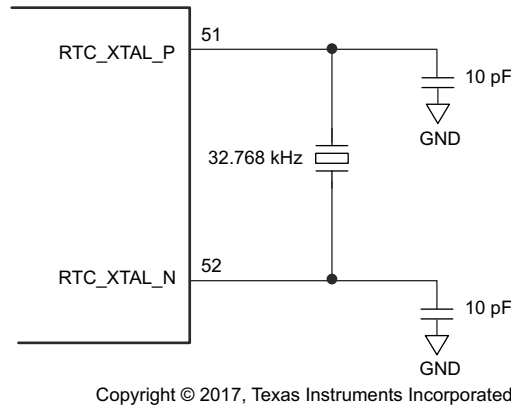 51
RTC_XTAL_P
10 pF
GND
32.768 kHz
52
RTC_XTAL_N
10 pF
GND
Copyright © 2017, Texas Instruments Incorporated